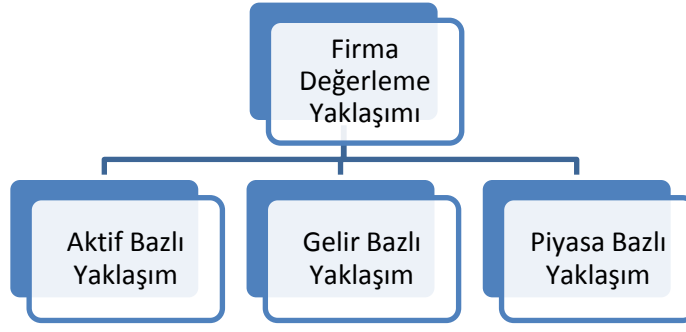 Firma
Değerleme
Yaklaşımı
Aktif Bazlı
Yaklaşım
Gelir Bazlı
Yaklaşım
Piyasa Bazlı
Yaklaşım